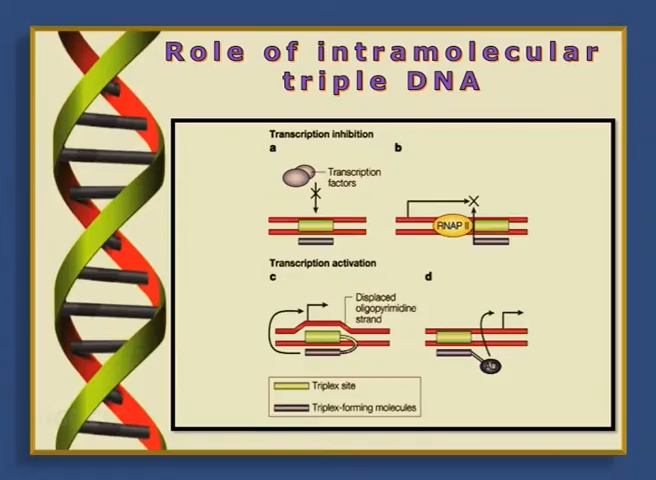 Role of intramolecular
triple DNA
Transcription inhibition
a
b
Transcription
factors
RNAP II
Transcription activation
c
d
Displaced
oligopyrimidine
strand
Triplex site
Triplex-forming molecules